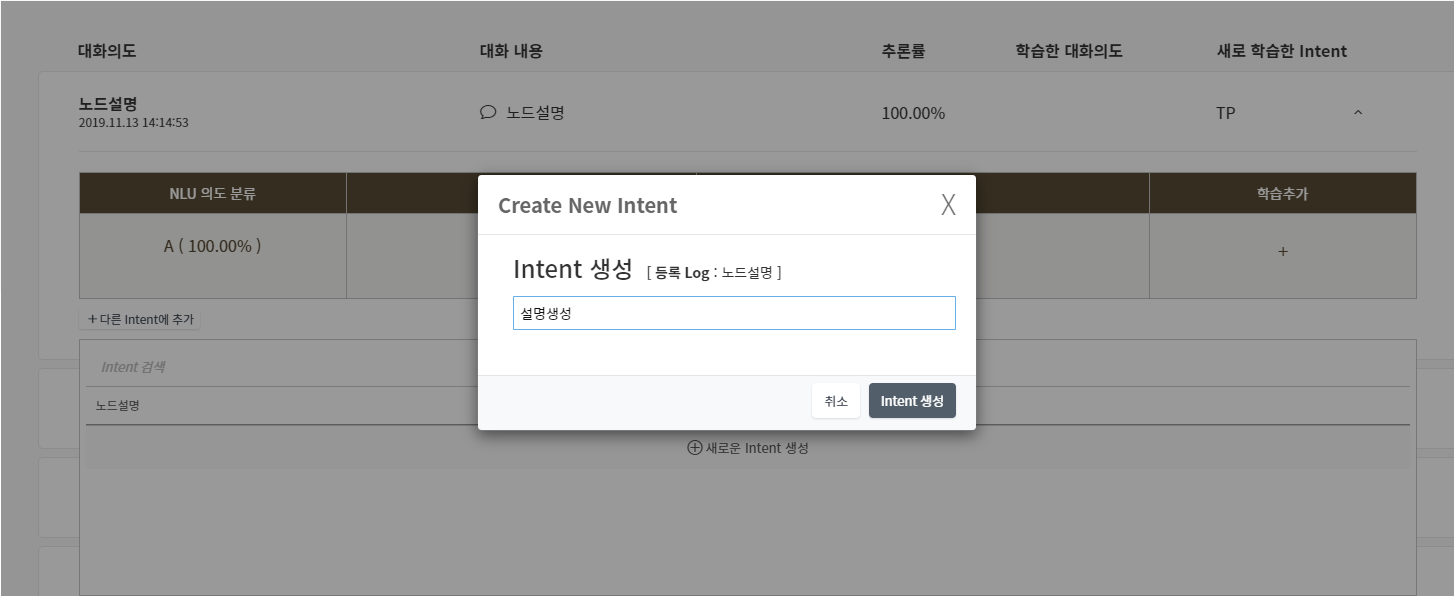 대화의도 대화 내용 추론률 학습한 대화의도 새로 학습한 Intent
노드설명
2019.11.13 14:14:53
노드설명 100.00% TP
NLU 의도 분류 학습추가
A ( 100.00% ) +
+ 다른 Intent에 추가
Intent 검색
노드설명
새로운 Intent 생성
Create New Intent X
Intent 생성 [ 등록 Log : 노드설명 ]
설명생성
취소 Intent 생성